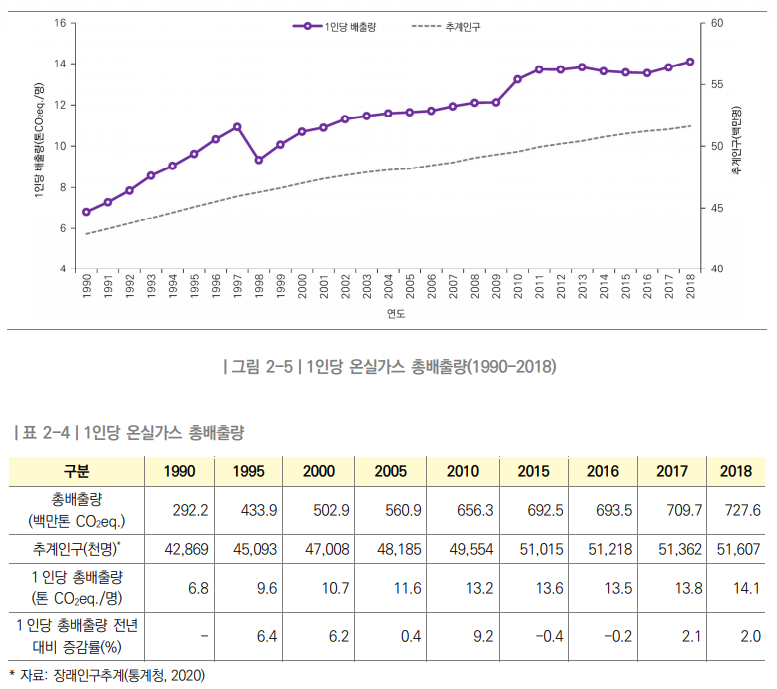 1인당 배출량 추계인구
16
14
12
10
8
6
4
1인당 배출량(톤CO₂eq./명)
60
55
50
45
40
추계인구(백만명)
1990 1991 1992 1993 1994 1995 1996 1997 1998 1999 2000 2001 2002 2003 2004 2005 2006 2007 2008 2009 2010 2011 2012 2013 2014 2015 2016 2017 2018
연도
| 그림 2-5 | 1인당 온실가스 총배출량(1990-2018)
| 표 2-4 | 1인당 온실가스 총배출량
구분 1990 1995 2000 2005 2010 2015 2016 2017 2018
총배출량
(백만톤 CO₂eq.) 292.2 433.9 502.9 560.9 656.3 692.5 693.5 709.7 727.6
추계인구(천명)* 42,869 45,093 47,008 48,185 49,554 51,015 51,218 51,362 51,607
1인당 총배출량
(톤 CO₂eq./명) 6.8 9.6 10.7 11.6 13.2 13.6 13.5 13.8 14.1
1인당 총배출량 전년
대비 증감률(%) - 6.4 6.2 0.4 9.2 -0.4 -0.2 2.1 2.0
* 자료: 장래인구추계(통계청, 2020)